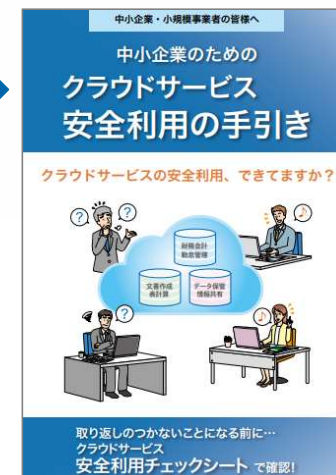 中小企業・小規模事業者の皆様へ
中小企業のための
クラウドサービス
安全利用の手引き
クラウドサービスの安全利用、できてますか?
?
?
♪
財務会計
勤怠管理
文書作成
表計算
データ保管
情報共有
?
♪
取り返しのつかないことになる前に…
クラウドサービス
安全利用チェックシート で確認!